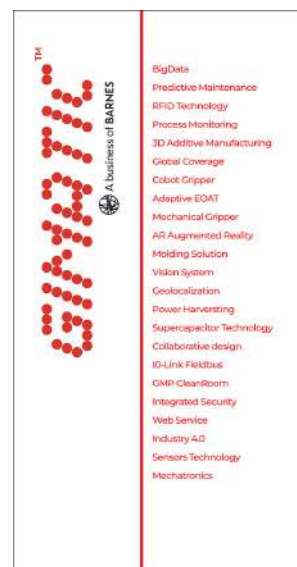 GIMATIC™
A business of BARNES
BigData
Predictive Maintenance
RFID Technology
Process Monitoring
3D Additive Manufacturing
Global Coverage
Cobot Gripper
Adaptive EOAT
Mechanical Gripper
AR Augmented Reality
Molding Solution
Vision System
Geolocalization
Power Harversting
Supercapacitor Technology
Collaborative design
I0-Link Fieldbus
GMP CleanRoom
Integrated Security
Web Service
Industry 4.0
Sensors Technology
Mechatronics